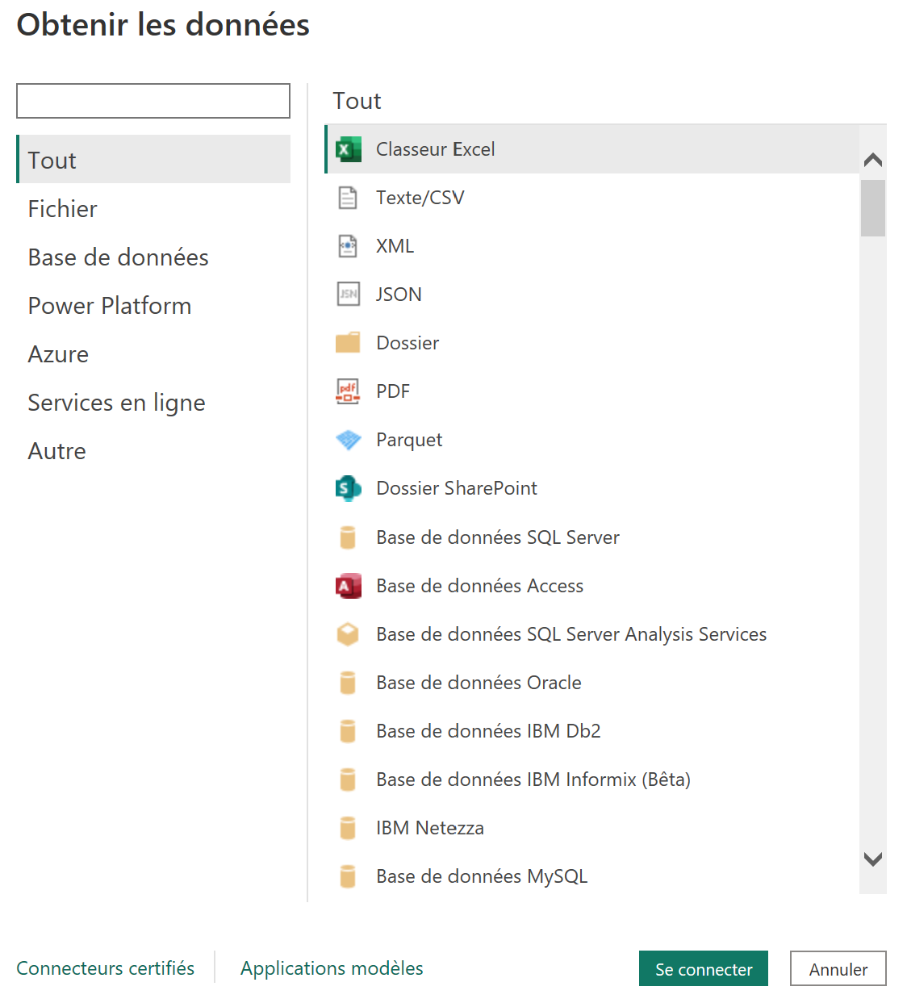 Obtenir les données
Tout
Fichier
Base de données
Power Platform
Azure
Services en ligne
Autre
Tout
Classeur Excel
Texte/CSV
XML
JSN
JSON
Dossier
pdf
PDF
Parquet
S
Dossier SharePoint
Base de données SQL Server
A
Base de données Access
Base de données SQL Server Analysis Services
Base de données Oracle
Base de données IBM Db2
Base de données IBM Informix (Bêta)
IBM Netezza
Base de données MySQL
Connecteurs certifiés
Applications modèles
Se connecter
Annuler